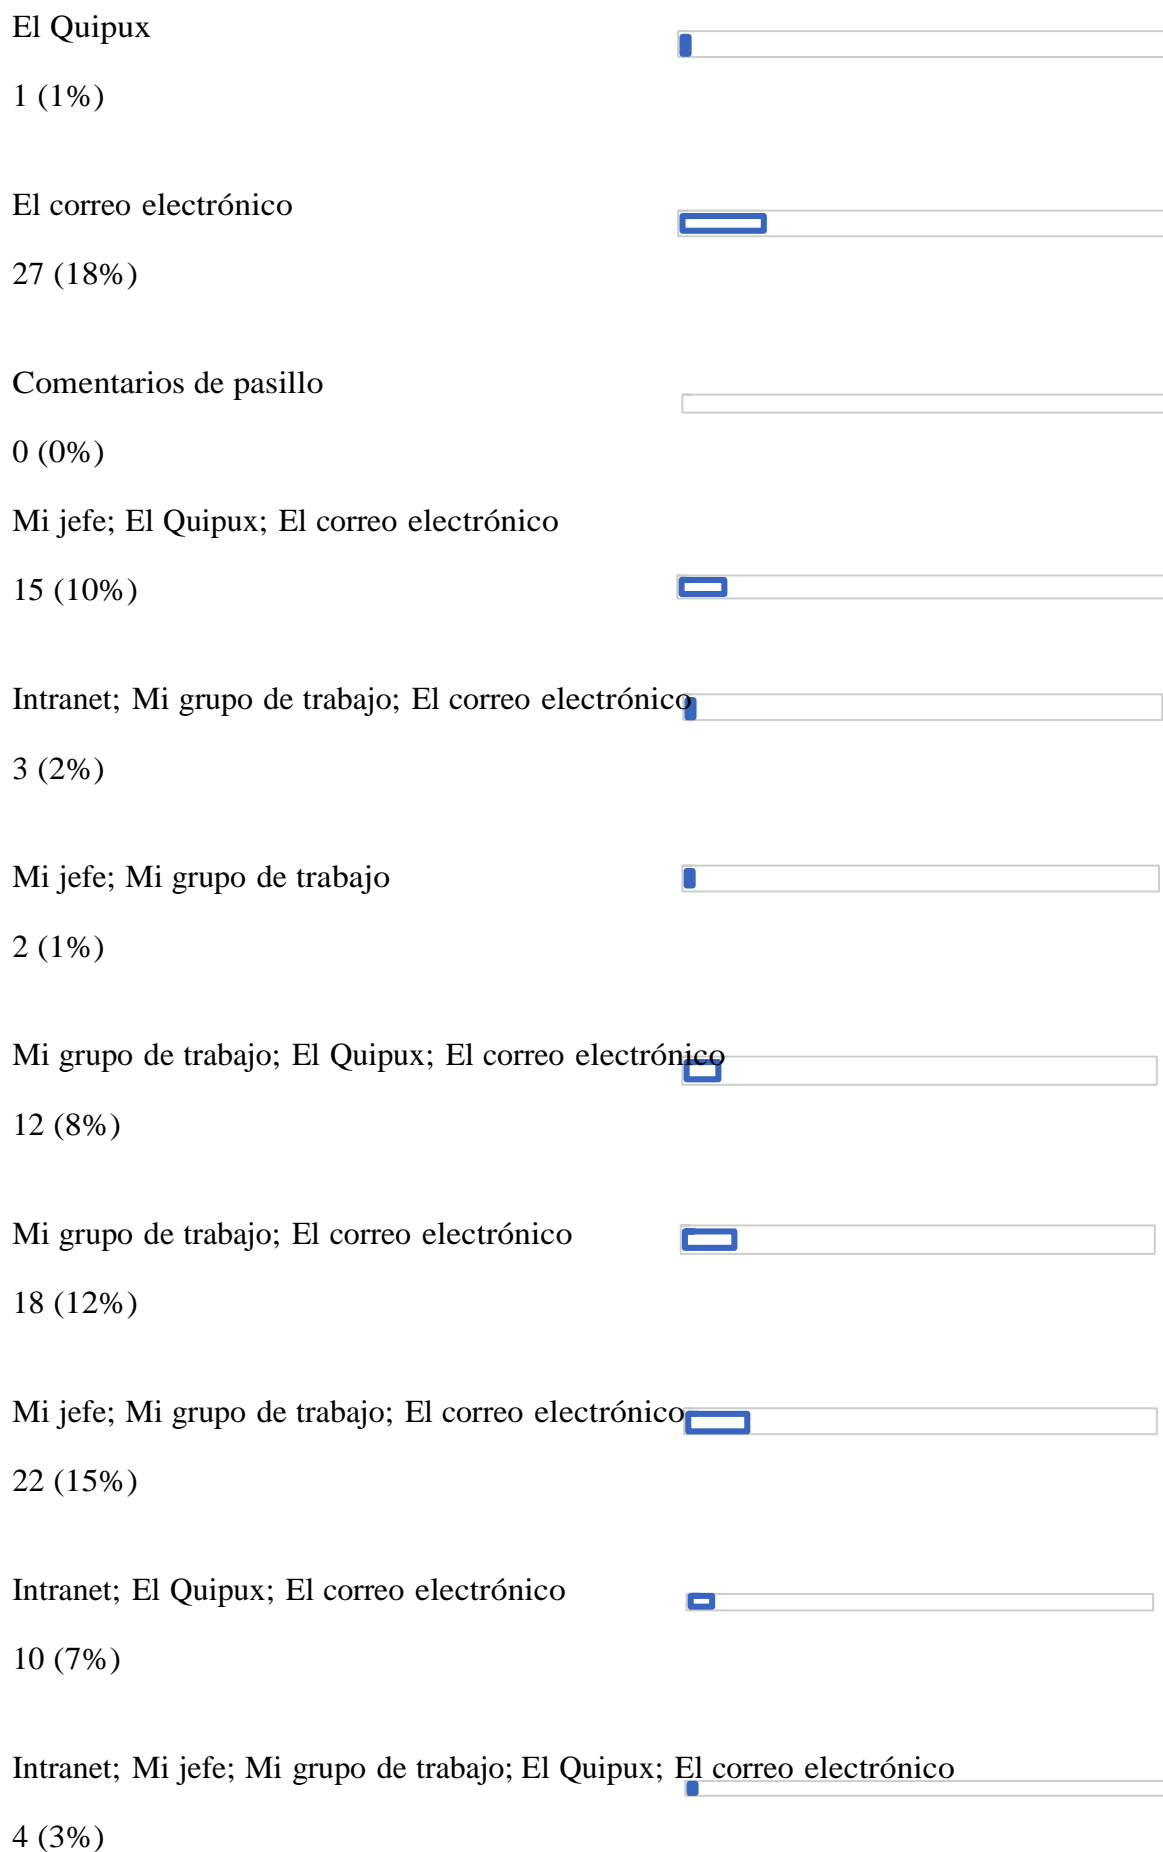 El Quipux
1 (1%)
El correo electrónico
27 (18%)
Comentarios de pasillo
0 (0%)
Mi jefe; El Quipux; El correo electrónico
15 (10%)
Intranet; Mi grupo de trabajo; El correo electrónico
3 (2%)
Mi jefe; Mi grupo de trabajo
2 (1%)
Mi grupo de trabajo; El Quipux; El correo electrónico
12 (8%)
Mi grupo de trabajo; El correo electrónico
18 (12%)
Mi jefe; Mi grupo de trabajo; El correo electrónico
22 (15%)
Intranet; El Quipux; El correo electrónico
10 (7%)
Intranet; Mi jefe; Mi grupo de trabajo; El Quipux; El correo electrónico
4 (3%)